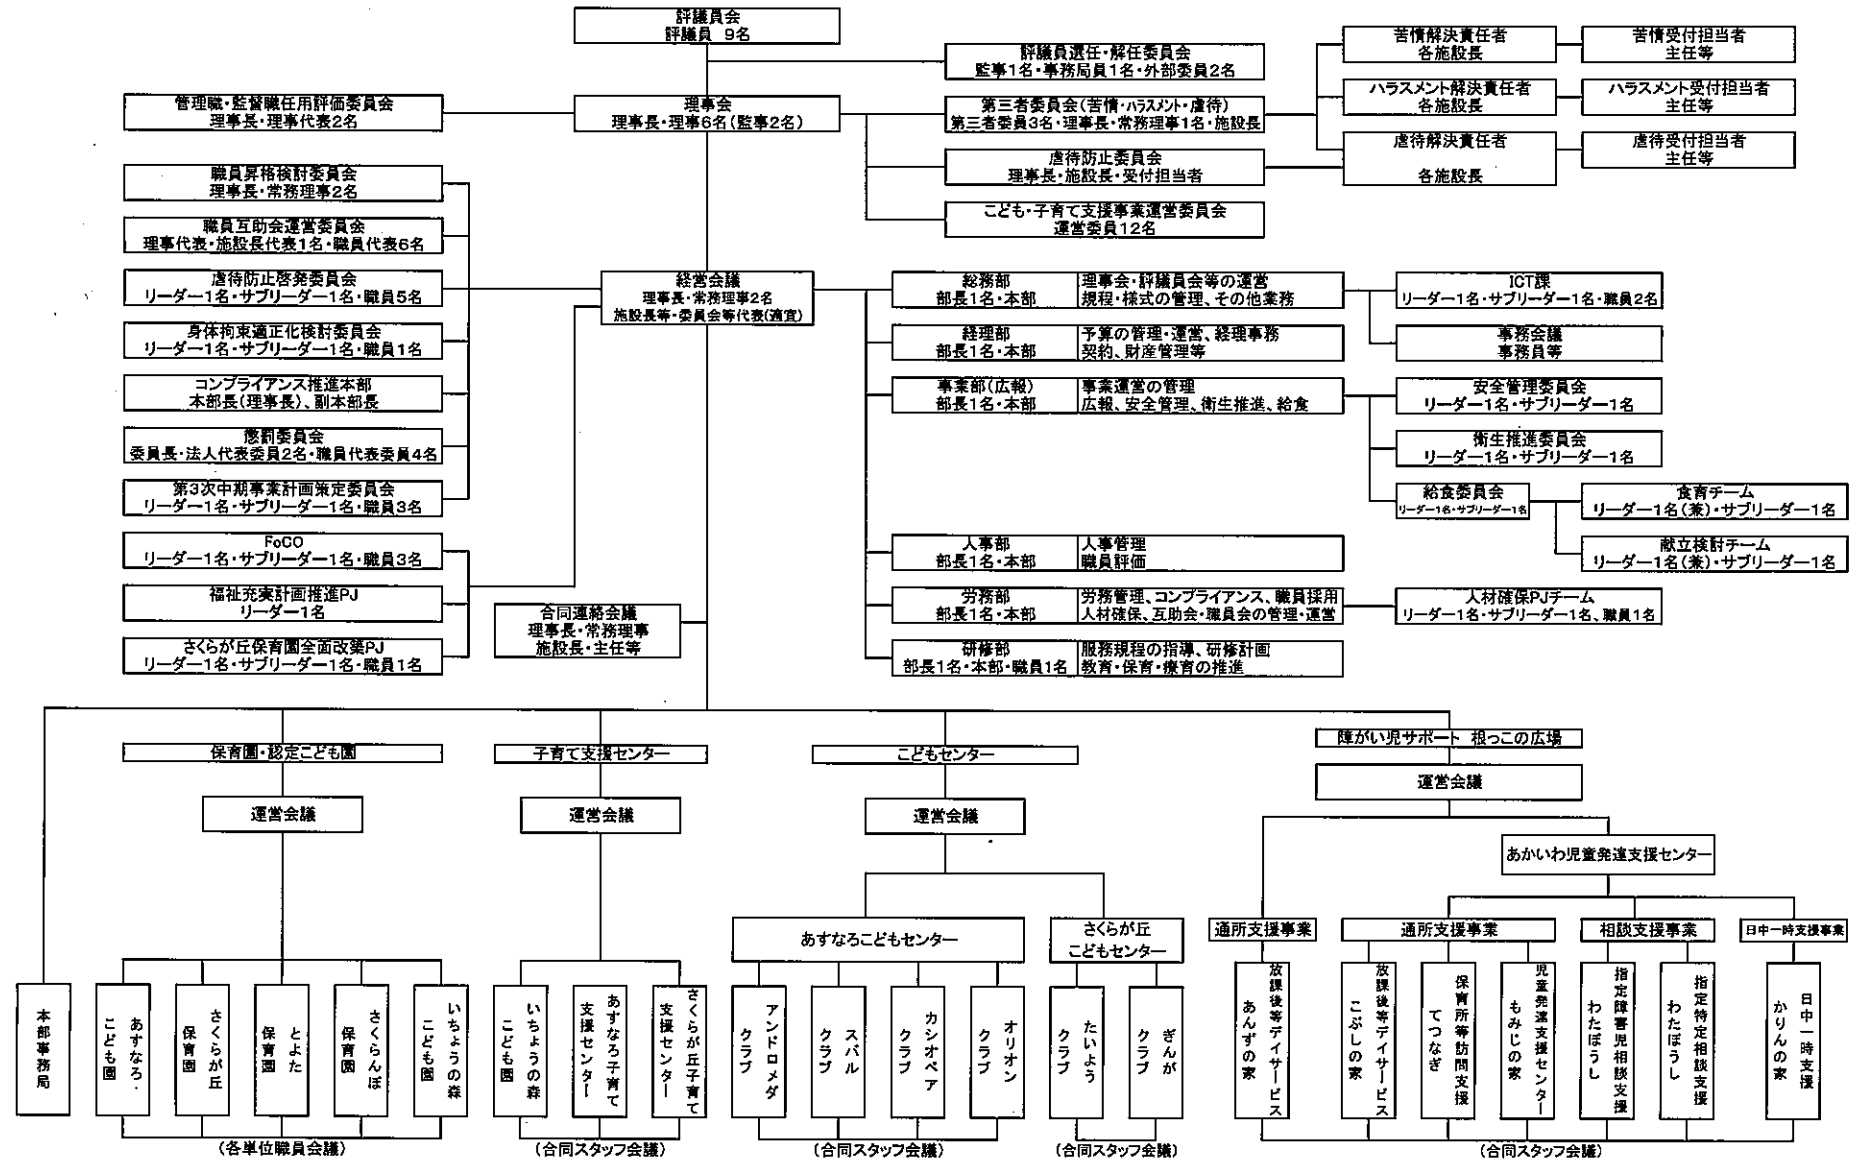 評議員会
評議員 9名
評議員選任・解任委員会
監事1名・事務局員1名・外部委員2名
苦情解決責任者
各施設長
苦情受付担当者
主任等
管理職・監督職任用評価委員会
理事長・理事代表2名
理事会
理事長・理事6名(監事2名)
第三者委員会(苦情・ハラスメント・虐待)
第三者委員3名・理事長・常務理事1名・施設長
ハラスメント解決責任者
各施設長
ハラスメント受付担当者
主任等
虐待防止委員会
理事長・施設長・受付担当者
虐待解決責任者
各施設長
虐待受付担当者
主任等
こども・子育て支援事業運営委員会
運営委員12名
職員昇格検討委員会
理事長・常務理事2名
職員互助会運営委員会
理事代表・施設長代表1名・職員代表6名
虐待防止啓発委員会
リーダー1名・サブリーダー1名・職員5名
身体拘束適正化検討委員会
リーダー1名・サブリーダー1名・職員1名
コンプライアンス推進本部
本部長(理事長)、副本部長
懲罰委員会
委員長・法人代表委員2名・職員代表委員4名
第3次中期事業計画策定委員会
リーダー1名・サブリーダー1名・職員3名
FoCO
リーダー1名・サブリーダー1名・職員3名
福祉充実計画推進PJ
リーダー1名
さくらが丘保育園全面改築PJ
リーダー1名・サブリーダー1名・職員1名
経営会議
理事長・常務理事2名
施設長等・委員会等代表(適宜)
合同連絡会議
理事長・常務理事
施設長・主任等
総務部
部長1名・本部
理事会・評議員会等の運営
規程・様式の管理、その他業務
ICT課
リーダー1名・サブリーダー1名・職員2名
事務会議
事務員等
経理部
部長1名・本部
予算の管理・運営、経理事務
契約、財産管理等
事業部(広報)
部長1名・本部
事業運営の管理
広報、安全管理、衛生推進、給食
安全管理委員会
リーダー1名・サブリーダー1名
衛生推進委員会
リーダー1名・サブリーダー1名
給食委員会
リーダー1名・サブリーダー1名
食育チーム
リーダー1名(兼)・サブリーダー1名
献立検討チーム
リーダー1名(兼)・サブリーダー1名
人事部
部長1名・本部
人事管理
職員評価
労務部
部長1名・本部
労務管理、コンプライアンス、職員採用
人材確保、互助会・職員会の管理・運営
人材確保PJチーム
リーダー1名・サブリーダー1名、職員1名
研修部
部長1名・本部・職員1名
服務規程の指導、研修計画
教育・保育・療育の推進
保育園・認定こども園
運営会議
子育て支援センター
運営会議
こどもセンター
運営会議
障がい児サポート 根っこの広場
運営会議
あかいわ児童発達支援センター
あすなろこどもセンター
さくらが丘
こどもセンター
通所支援事業
通所支援事業
相談支援事業
日中一時支援事業
本部事務局
あすなろ・
こども園
さくらが丘
保育園
とよた
保育園
さくらんぼ
保育園
いちょうの森
こども園
いちょうの森
こども園
あすなろ子育て
支援センター
さくらが丘子育て
支援センター
アンドロメダ
クラブ
スバル
クラブ
カシオペア
クラブ
オリオン
クラブ
たいよう
クラブ
ぎんが
クラブ
放課後等デイサービス
あんずの家
放課後等デイサービス
こぶしの家
保育所等訪問支援
てつなぎ
児童発達支援センター
もみじの家
指定障害児相談支援
わたぼうし
指定特定相談支援
わたぼうし
日中一時支援
かりんの家
(各単位職員会議)
(合同スタッフ会議)
(合同スタッフ会議)
(合同スタッフ会議)
(合同スタッフ会議)